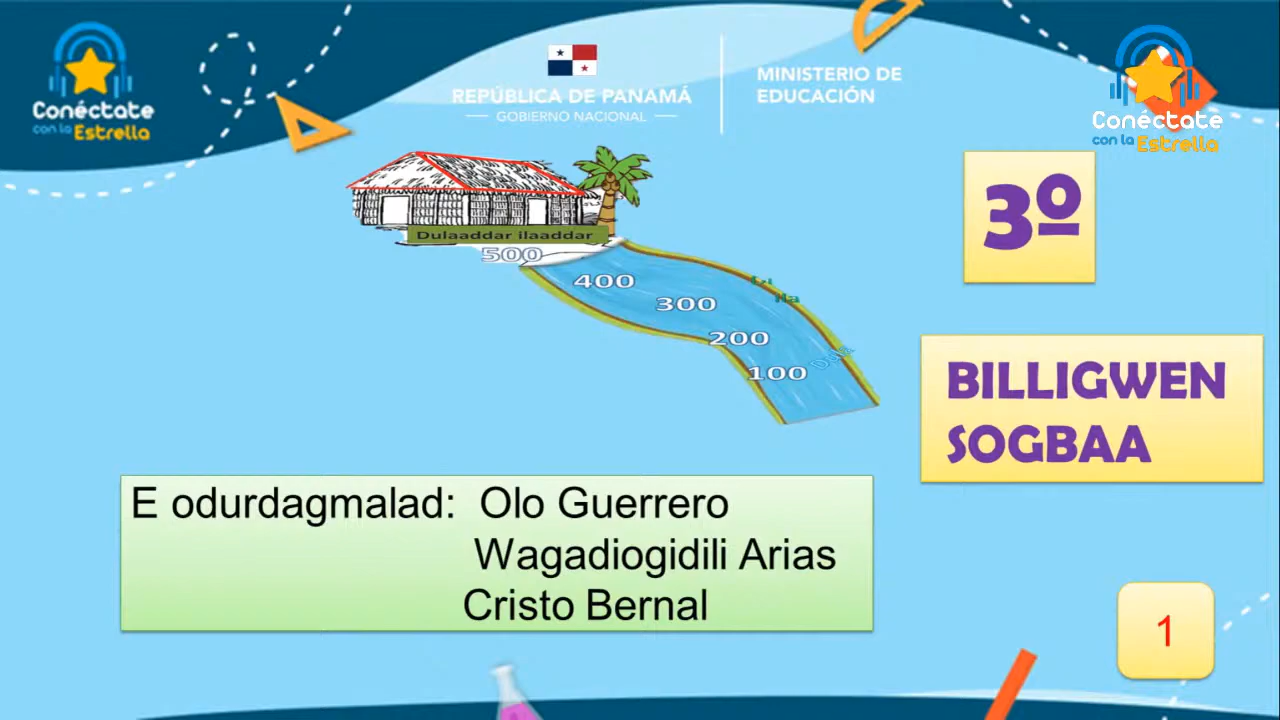 Conéctate
con la Estrella
REPÚBLICA DE PANAMÁ
GOBIERNO NACIONAL
MINISTERIO DE
EDUCACIÓN
Conéctate
con la Estrella
3º
Dulaaddar ilaaddar
500
400
300
200
100
BILLIGWEN
SOGBAA
E odurdagmalad: Olo Guerrero
Wagadiogidili Arias
Cristo Bernal
1